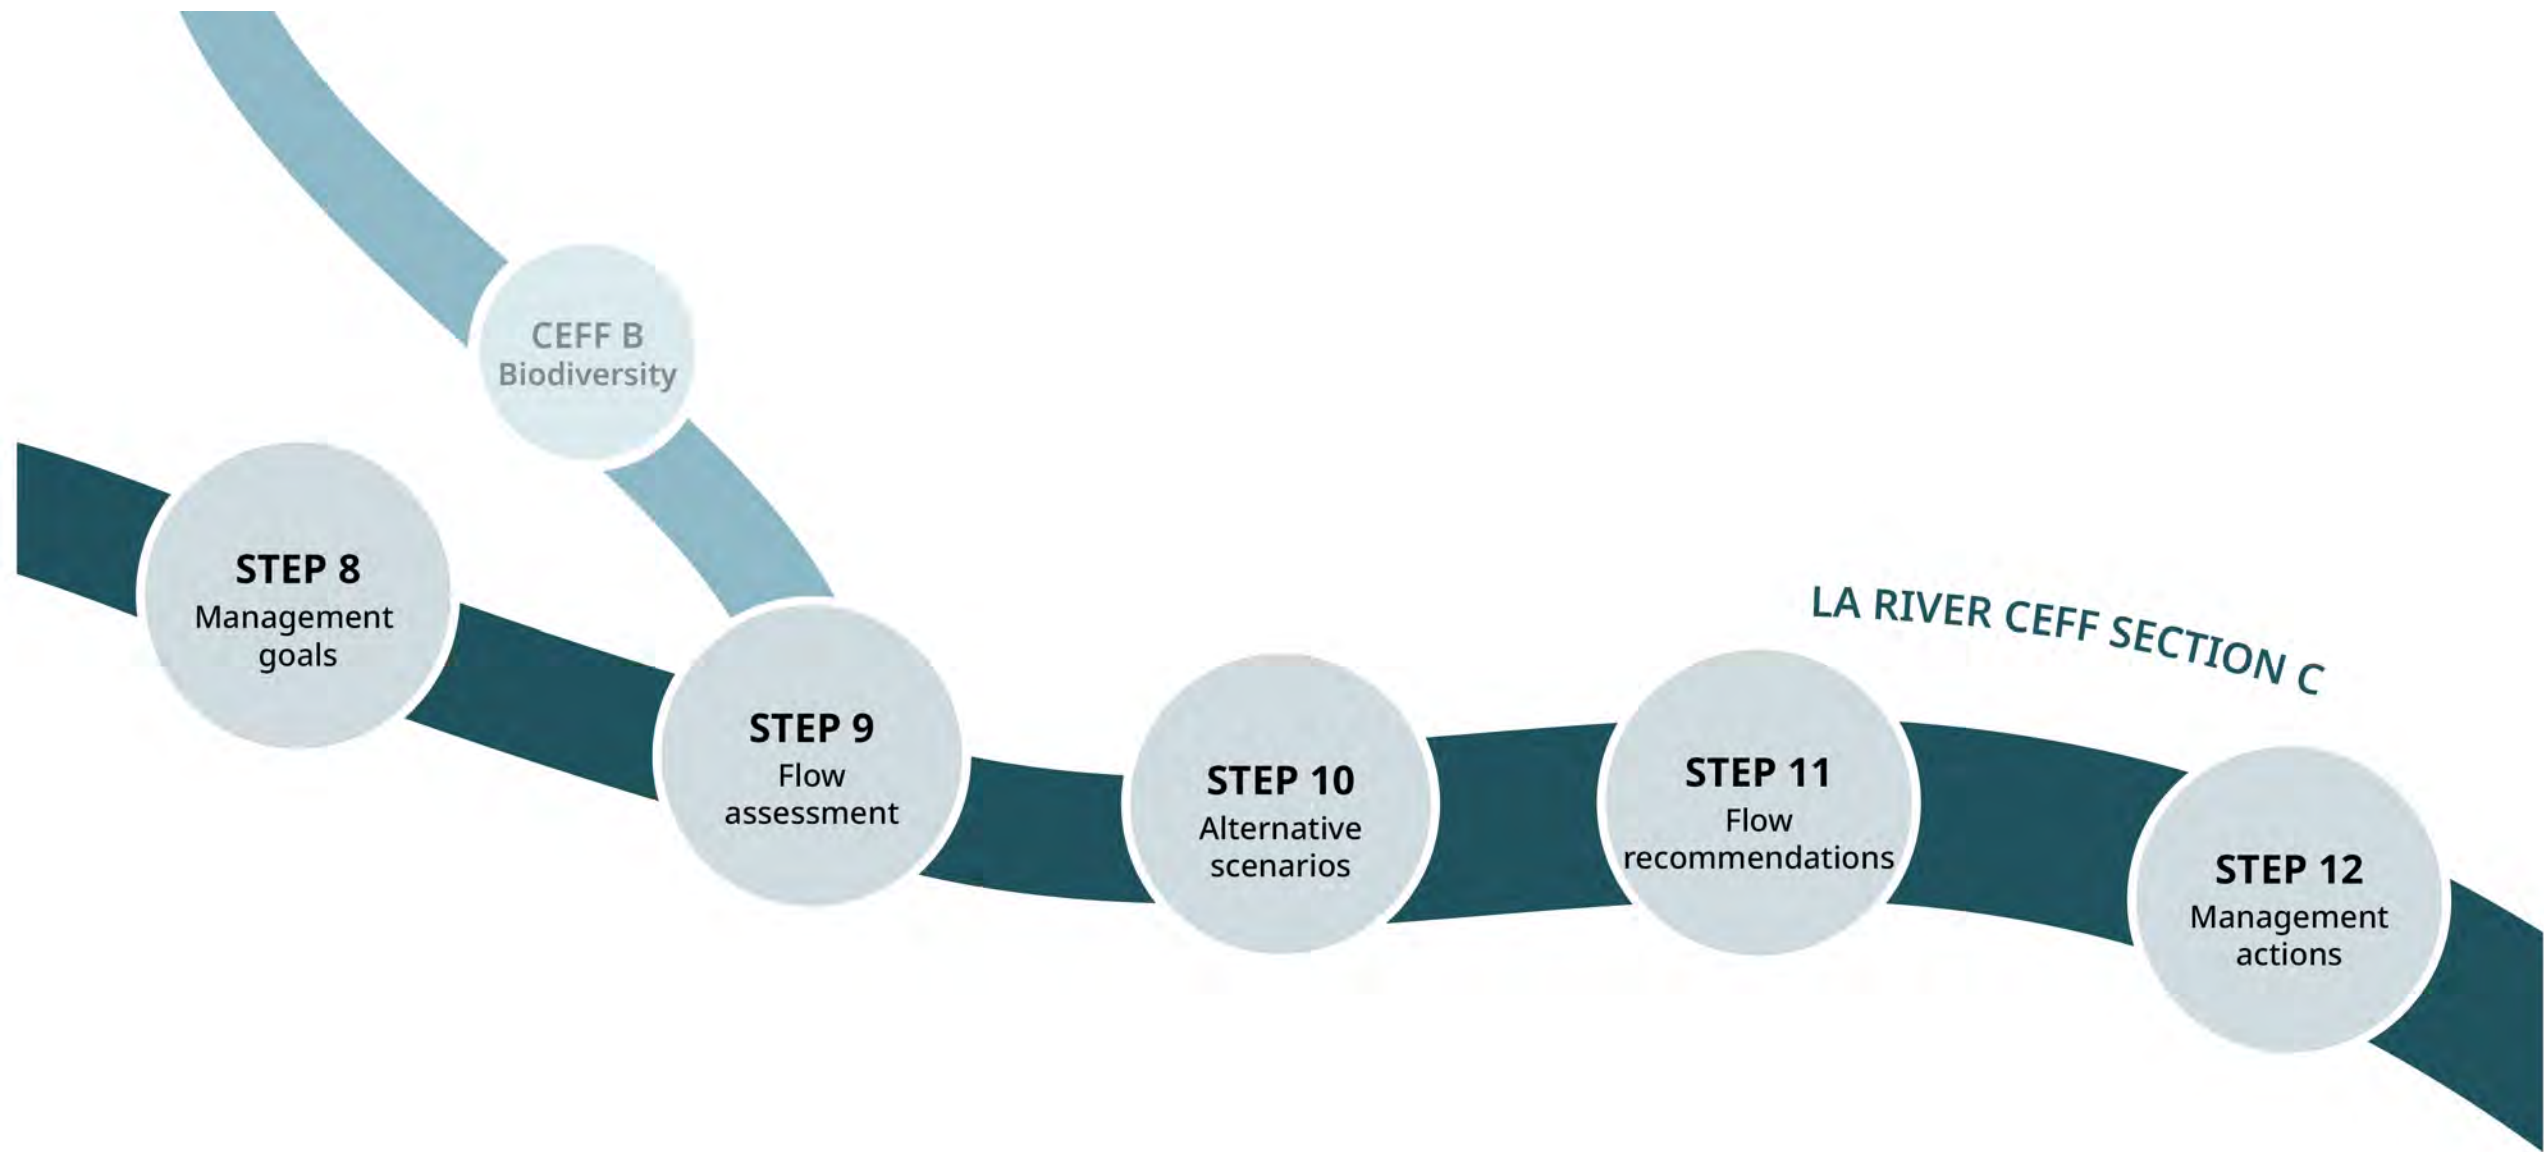 CEFF B
Biodiversity
STEP 8
Management
goals
STEP 9
Flow
assessment
STEP 10
Alternative
scenarios
STEP 11
Flow
recommendations
LA RIVER CEFF SECTION C
STEP 12
Management
actions